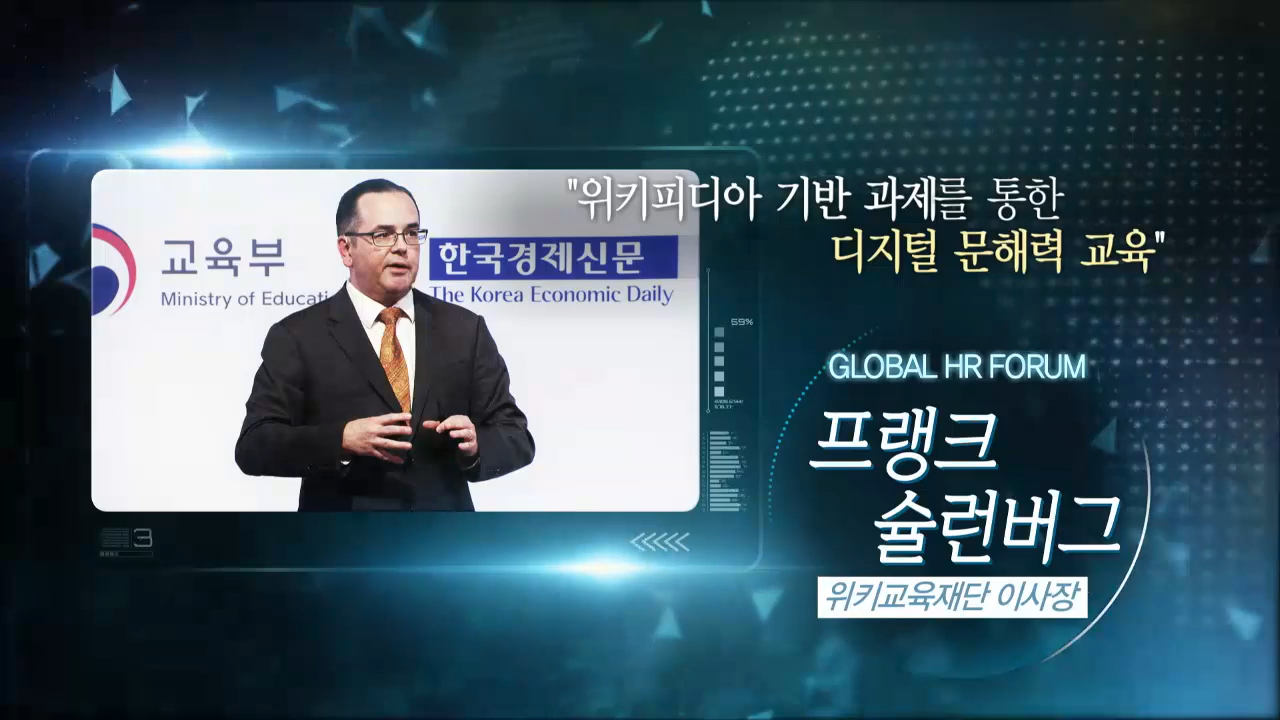 "위키피디아 기반 과제를 통한
디지털 문해력 교육"
교육부
Ministry of Educati
한국경제신문
The Korea Economic Daily
59%
GLOBAL HR FORUM
프랭크
슐런버그
위키교육재단 이사장
3